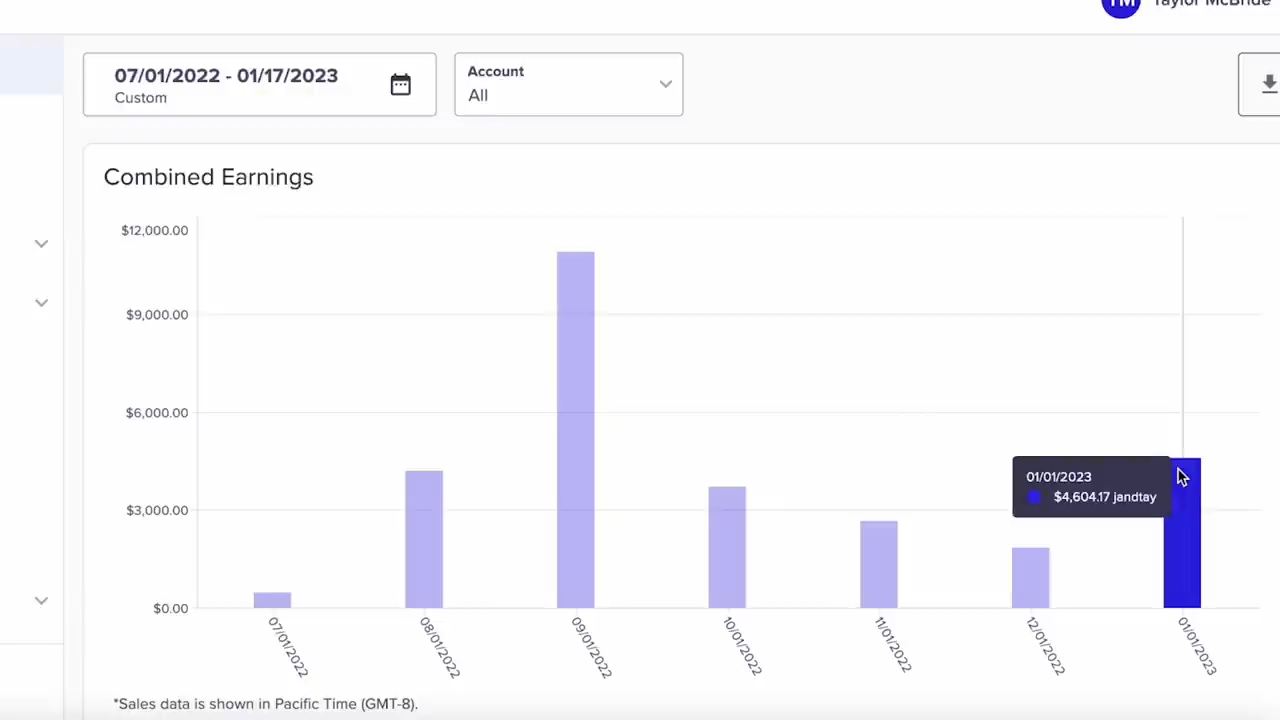 TM Taylor McBride
07/01/2022 - 01/17/2023
Custom
Account
All
Combined Earnings
$12,000.00
$9,000.00
$6,000.00
$3,000.00
$0.00
01/01/2023
$4,604.17 jandtay
07/01/2022
08/01/2022
09/01/2022
10/01/2022
11/01/2022
12/01/2022
01/01/2023
*Sales data is shown in Pacific Time (GMT-8).